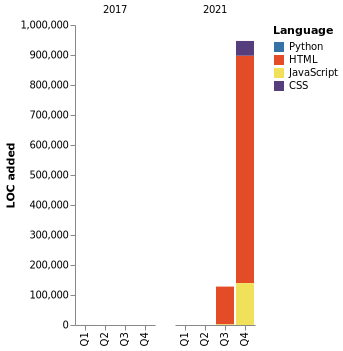 2017
2021
1,000,000
900,000
800,000
700,000
600,000
500,000
400,000
300,000
200,000
100,000
0
LOC added
Q1
Q2
Q3
Q4
Q1
Q2
Q3
Q4
Language
Python
HTML
JavaScript
CSS